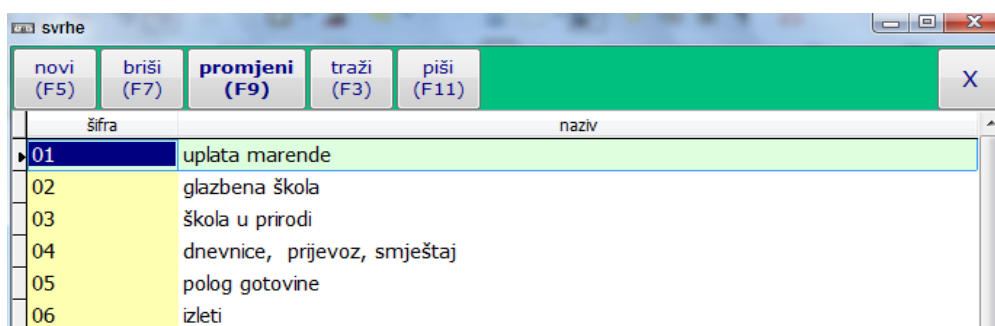 svrhe
novi briši promjeni traži piši
(F5) (F7) (F9) (F3) (F11) X
šifra naziv
01 uplata marende
02 glazbena škola
03 škola u prirodi
04 dnevnice, prijevoz, smještaj
05 polog gotovine
06 izleti